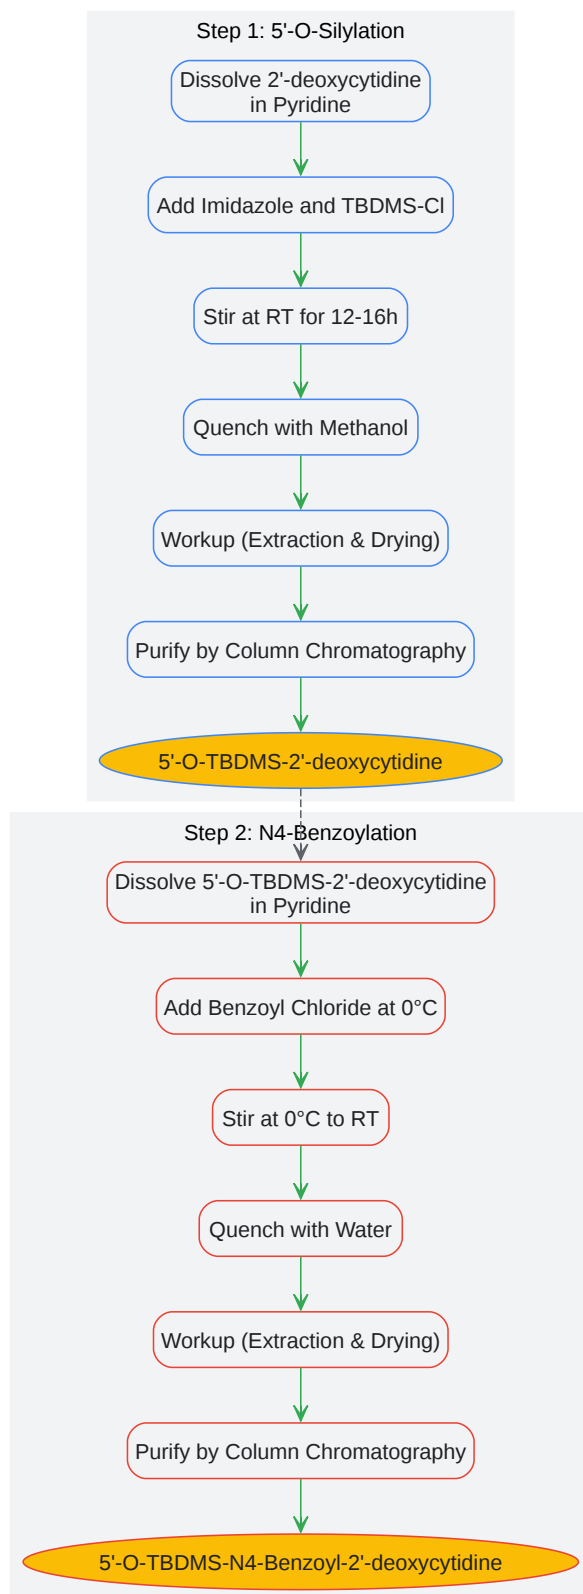 Step 1: 5'-O-Silylation
Dissolve 2'-deoxycytidine
in Pyridine
Add Imidazole and TBDMS-Cl
Stir at RT for 12-16h
Quench with Methanol
Workup (Extraction & Drying)
Purify by Column Chromatography
5'-O-TBDMS-2'-deoxycytidine
Step 2: N4-Benzoylation
Dissolve 5'-O-TBDMS-2'-deoxycytidine
in Pyridine
Add Benzoyl Chloride at 0°C
Stir at 0°C to RT
Quench with Water
Workup (Extraction & Drying)
Purify by Column Chromatography
5'-O-TBDMS-N4-Benzoyl-2'-deoxycytidine